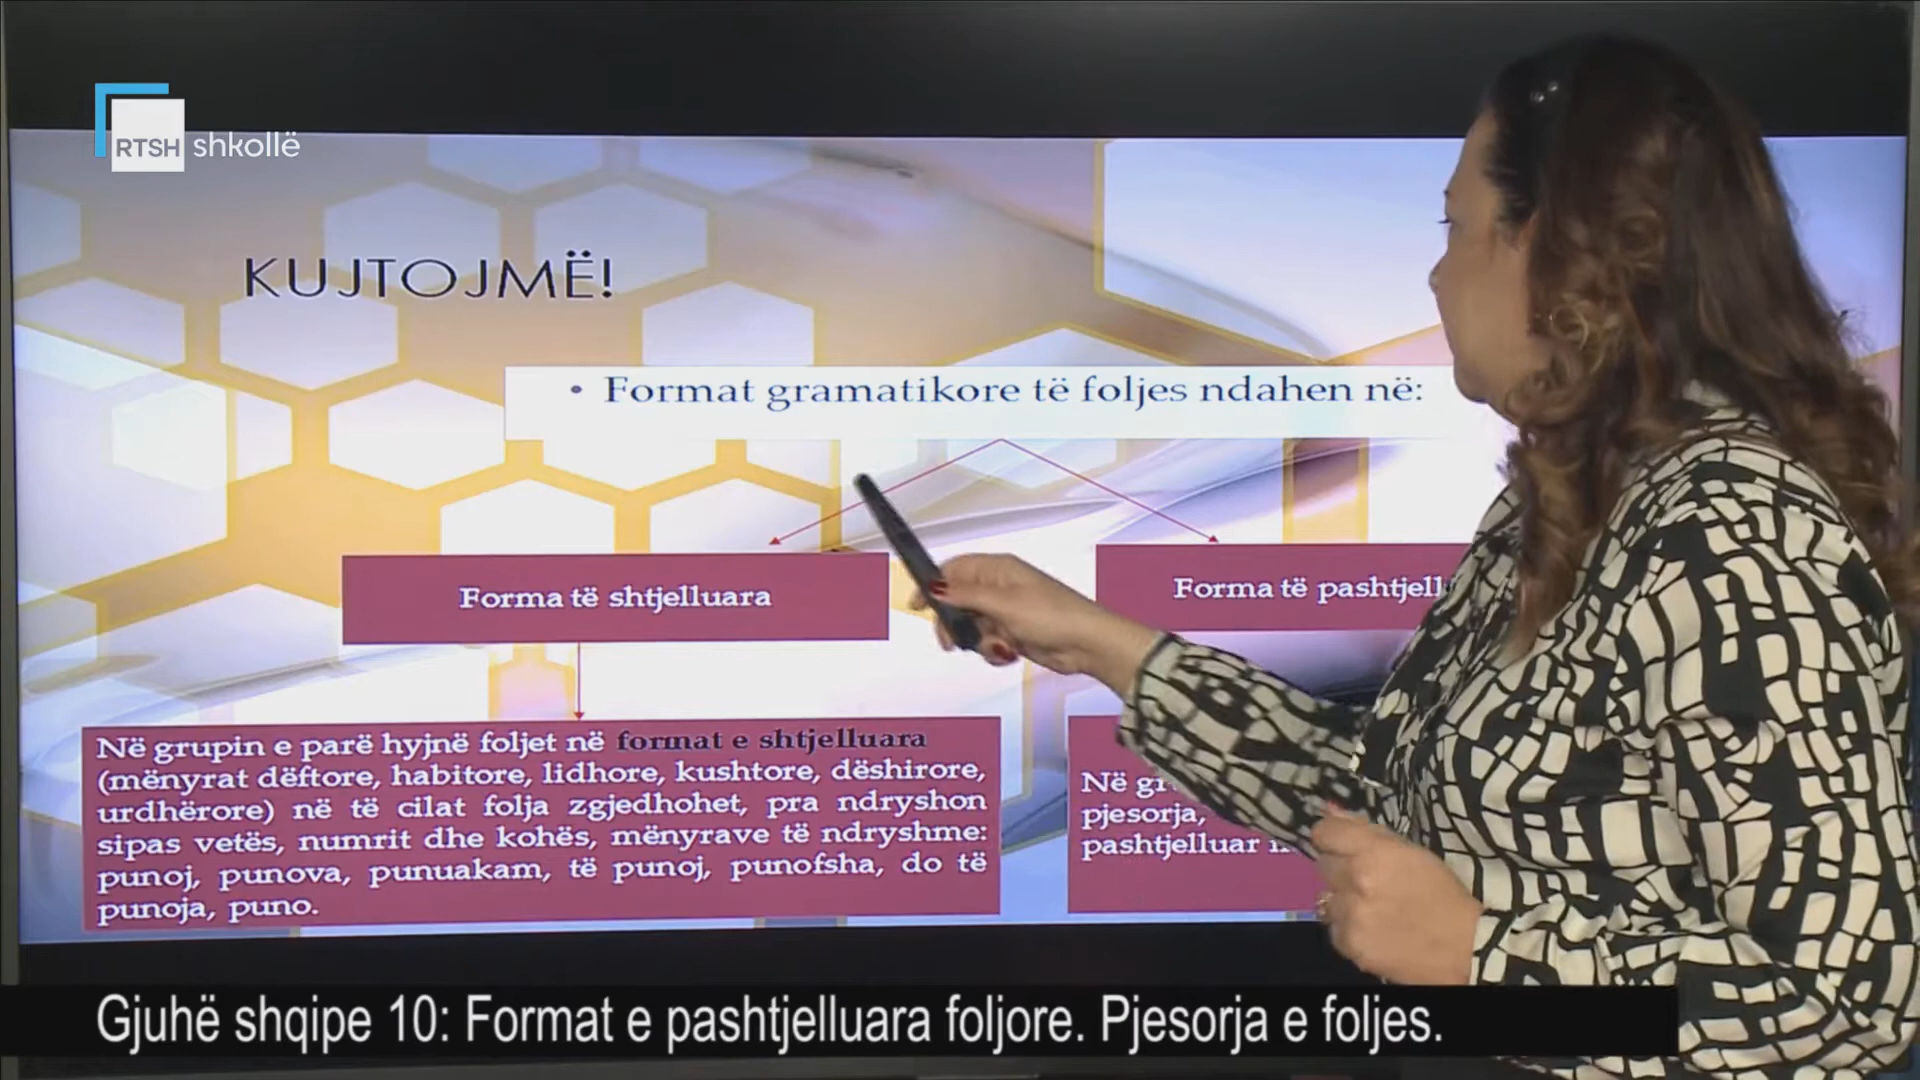 RTSH shkollë
KUJTOJMË!
• Format gramatikore të foljes ndahen në:
Forma të shtjelluara
Forma të
Në grupin e parë hyjnë foljet në format e shtjelluara
(mënyrat dëftore, habitore, lidhore, kushtore, dëshirore,
urdhërore) në të cilat folja zgjedhohet, pra ndryshon
sipas vetës, numrit dhe kohës, mënyrave të ndryshme:
punoj, punova, punuakam, të punoj, punofsha, do të
punoja, puno.
Në
pjesorja,
pashtjelluar
Gjuhë shqipe 10: Format e pashtjelluara foljore. Pjesorja e foljes.